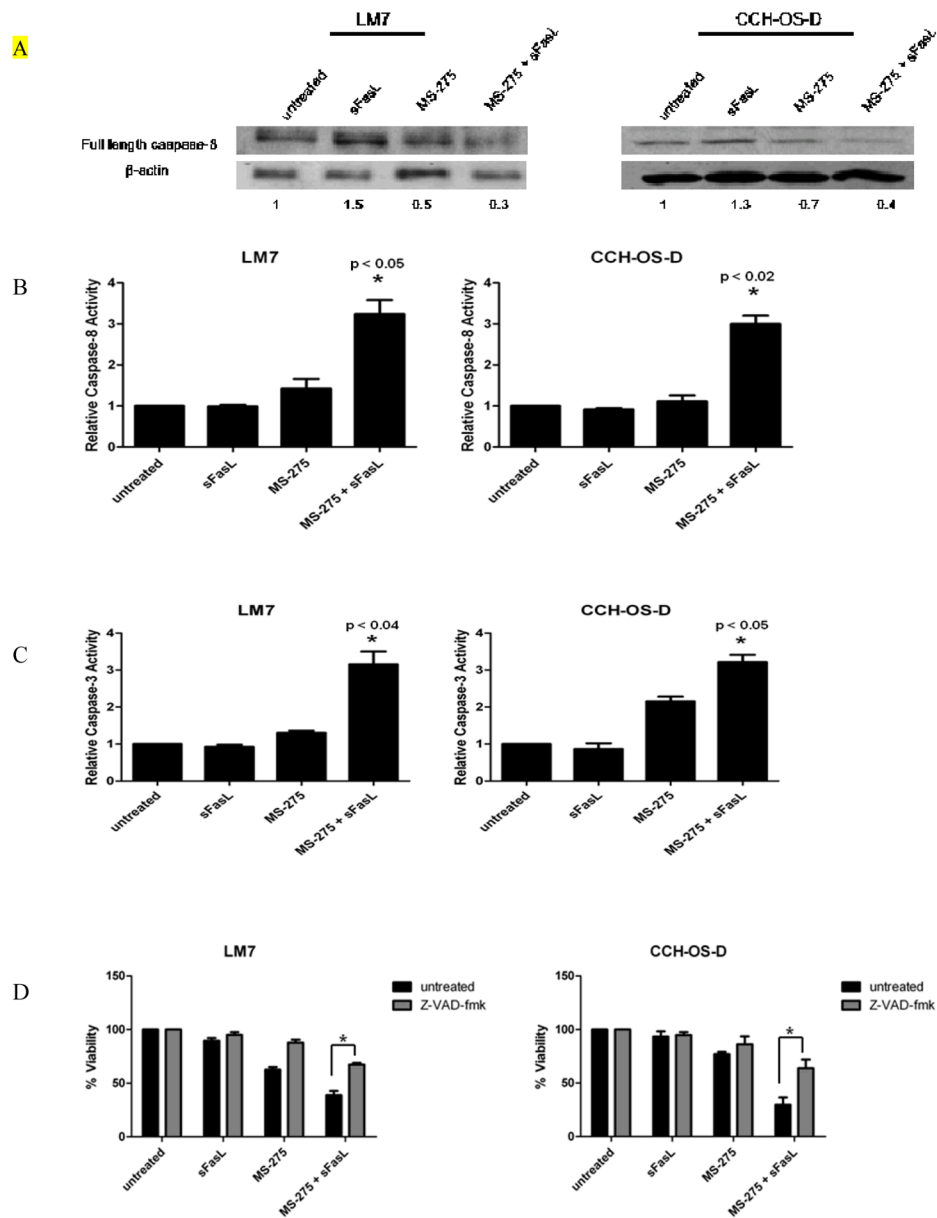 A
LM7
CCH-OS-D
untreated
sFasL
MS-275
MS-275 + sFasL
untreated
sFasL
MS-275
MS-275 + sFasL
Full length caspase-8
β-actin
1 1.5 0.5 0.3
1 1.3 0.7 0.4
B
LM7
Relative Caspase-8 Activity
4
3
2
1
0
p < 0.05
*
untreated
sFasL
MS-275
MS-275 + sFasL
CCH-OS-D
Relative Caspase-8 Activity
4
3
2
1
0
p < 0.02
*
untreated
sFasL
MS-275
MS-275 + sFasL
C
LM7
Relative Caspase-3 Activity
4
3
2
1
0
p < 0.04
*
untreated
sFasL
MS-275
MS-275 + sFasL
CCH-OS-D
Relative Caspase-3 Activity
4
3
2
1
0
p < 0.05
*
untreated
sFasL
MS-275
MS-275 + sFasL
D
LM7
% Viability
150
100
50
0
*
untreated
Z-VAD-fmk
untreated
sFasL
MS-275
MS-275 + sFasL
CCH-OS-D
% Viability
150
100
50
0
*
untreated
Z-VAD-fmk
untreated
sFasL
MS-275
MS-275 + sFasL